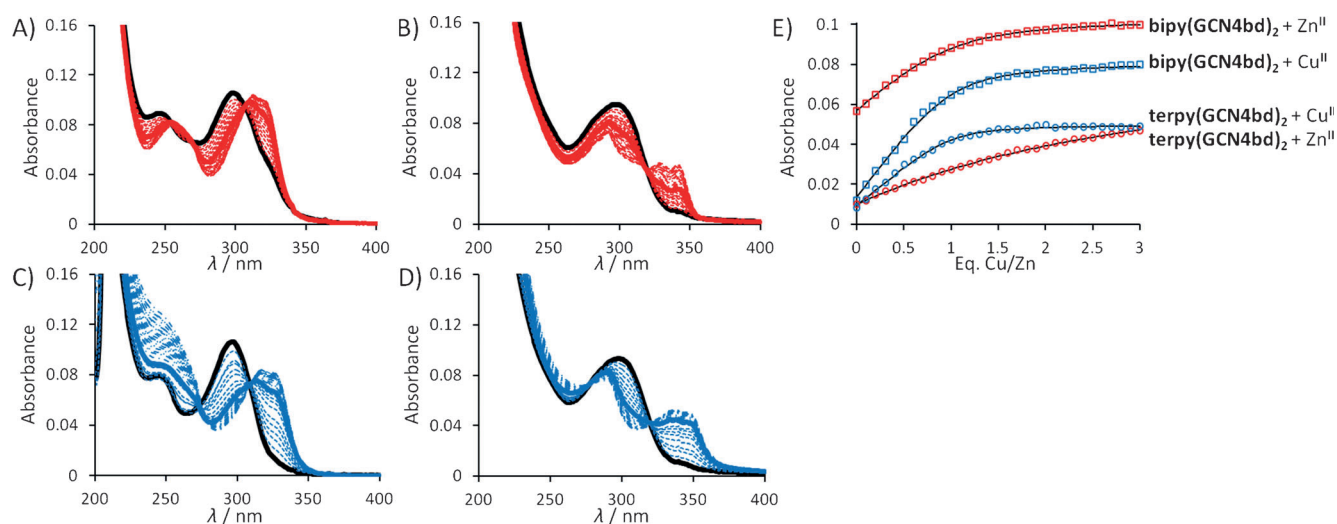 A)
0.16
0.12
0.08
0.04
0
Absorbance
200 250 300 350 400
λ / nm
B)
0.16
0.12
0.08
0.04
0
Absorbance
200 250 300 350 400
λ / nm
C)
0.16
0.12
0.08
0.04
0
Absorbance
200 250 300 350 400
λ / nm
D)
0.16
0.12
0.08
0.04
0
Absorbance
200 250 300 350 400
λ / nm
E)
0.1
0.08
0.06
0.04
0.02
0
Absorbance
0 0.5 1 1.5 2 2.5 3
Eq. Cu/Zn
bipy(GCN4bd)₂ + Znᴵᴵ
bipy(GCN4bd)₂ + Cuᴵᴵ
terpy(GCN4bd)₂ + Cuᴵᴵ
terpy(GCN4bd)₂ + Znᴵᴵ